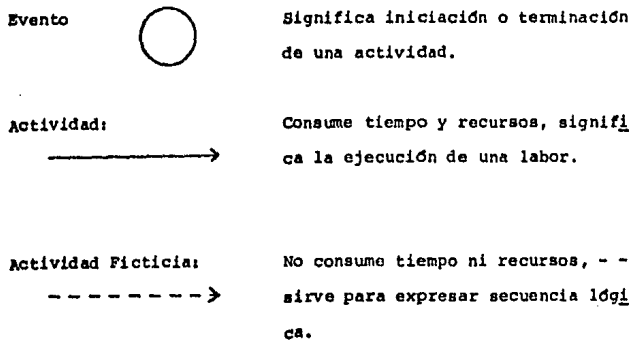 Evento
Significa iniciación o terminación
de una actividad.
Actividad:
Consume tiempo y recursos, signifi
ca la ejecución de una labor.
Actividad Ficticia:
No consume tiempo ni recursos, - -
sirve para expresar secuencia lógi
ca.